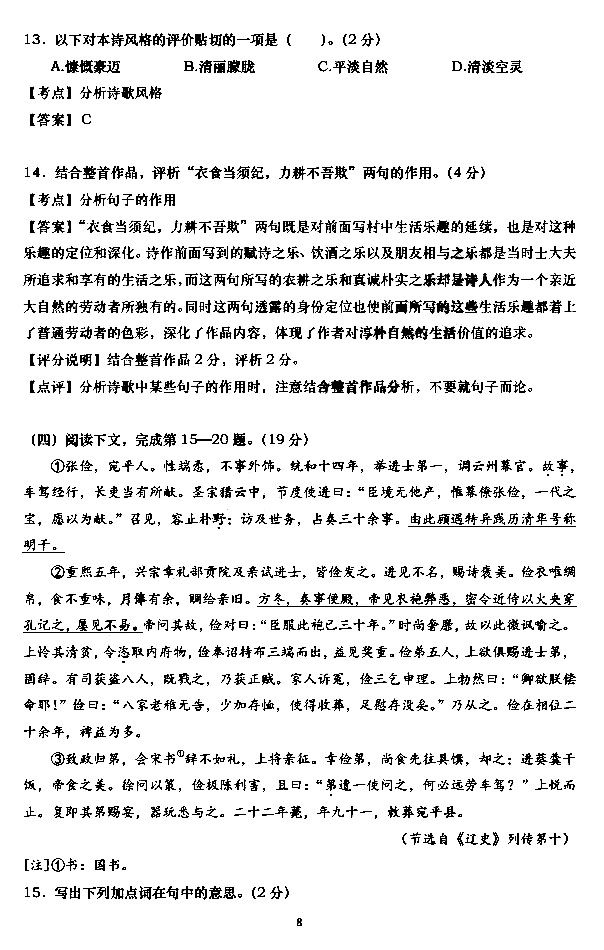 13．以下对本诗风格的评价贴切的一项是（　　）。（2分）
A.慷慨豪迈　B.清丽朦胧　C.平淡自然　D.清淡空灵
【考点】分析诗歌风格
【答案】C
14．结合整首作品，评析“衣食当须纪，力耕不吾欺”两句的作用。（4分）
【考点】分析句子的作用
【答案】“衣食当须纪，力耕不吾欺”两句既是对前面写村中生活乐趣的延续，也是对这种
乐趣的定位和深化。诗作前面写到的赋诗之乐、饮酒之乐以及朋友相与之乐都是当时士大夫
所追求和享有的生活之乐，而这两句所写的农耕之乐和真诚朴实之乐却是诗人作为一个亲近
大自然的劳动者所独有的。同时这两句透露的身份定位也使前面所写的这些生活乐趣都着上
了普通劳动者的色彩，深化了作品内容，体现了作者对淳朴自然的生活价值的追求。
【评分说明】结合整首作品2分，评析2分。
【点评】分析诗歌中某些句子的作用时，注意结合整首作品分析，不要就句子而论。
（四）阅读下文，完成第15—20题。（19分）
①张俭，宛平人。性端悫，不事外饰。统和十四年，举进士第一，调云州幕官。故事，
车驾经行，长吏当有所献。圣宗猎云中，节度使进曰：“臣境无他产，惟幕僚张俭，一代之
宝，愿以为献。”召见，容止朴野；访及世务，占奏三十余事。由此顾遇特异践历清华号称
明干。
②重熙五年，兴宗幸礼部贡院及亲试进士，皆俭发之。进见不名，赐诗褒美。俭衣唯绸
帛，食不重味，月俸有余，赒给亲旧。方冬，奏事便殿，帝见衣袍弊恶，密令近侍以火夹穿
孔记之，屡见不易。帝问其故，俭对曰：“臣服此袍已三十年。”时尚奢靡，故以此微讽喻之。
上怜其清贫，令恣取内府物，俭奉诏持布三端而出，益见奖重。俭弟五人，上欲俱赐进士第，
固辞。有司获盗八人，既戮之，乃获正贼。家人诉冤，俭三乞申理。上勃然曰：“卿欲朕偿
命耶！”俭曰：“八家老稚无告，少加存恤，使得收葬，足慰存没矣。”乃从之。俭在相位二
十余年，裨益为多。
③致政归第，会宋书①辞不如礼，上将亲征。幸俭第，尚食先往具馔，却之；进葵羹干
饭，帝食之美。徐问以策，俭极陈利害，且曰：“第遣一使问之，何必远劳车驾？”上悦而
止。复即其第赐宴，器玩悉与之。二十二年薨，年九十一，敕葬宛平县。
（节选自《辽史》列传第十）
[注]①书：国书。
15．写出下列加点词在句中的意思。（2分）
8